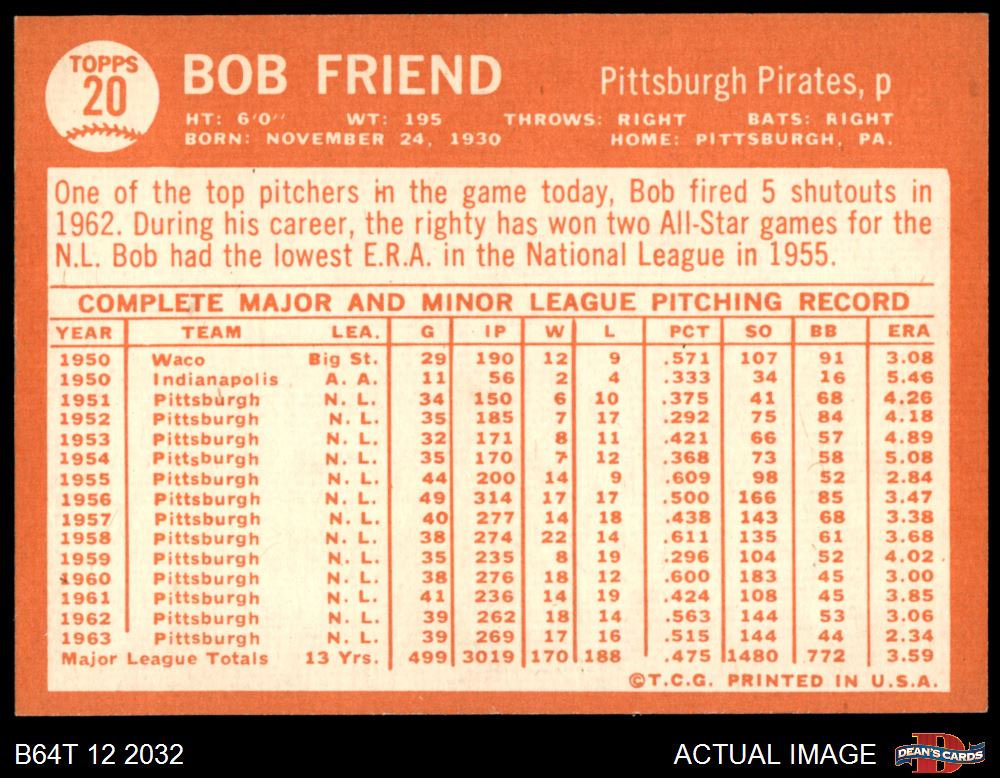 TOPPS
20
BOB FRIEND
Pittsburgh Pirates, p
HT: 6'0" WT: 195 THROWS: RIGHT BATS: RIGHT
BORN: NOVEMBER 24, 1930 HOME: PITTSBURGH, PA.
One of the top pitchers in the game today, Bob fired 5 shutouts in
1962. During his career, the righty has won two All-Star games for the
N.L. Bob had the lowest E.R.A. in the National League in 1955.
COMPLETE MAJOR AND MINOR LEAGUE PITCHING RECORD
YEAR TEAM LEA. G IP W L PCT SO BB ERA
1950 Waco Big St. 29 190 12 9 .571 107 91 3.08
1950 Indianapolis A. A. 11 56 2 4 .333 34 16 5.46
1951 Pittsburgh N. L. 34 150 6 10 .375 41 68 4.26
1952 Pittsburgh N. L. 35 185 7 17 .292 75 84 4.18
1953 Pittsburgh N. L. 32 171 8 11 .421 66 57 4.89
1954 Pittsburgh N. L. 35 170 7 12 .368 73 58 5.08
1955 Pittsburgh N. L. 44 200 14 9 .609 98 52 2.84
1956 Pittsburgh N. L. 49 314 17 17 .500 166 85 3.47
1957 Pittsburgh N. L. 40 277 14 18 .438 143 68 3.38
1958 Pittsburgh N. L. 38 274 22 14 .611 135 61 3.68
1959 Pittsburgh N. L. 35 235 8 19 .296 104 52 4.02
1960 Pittsburgh N. L. 38 276 18 12 .600 183 45 3.00
1961 Pittsburgh N. L. 41 236 14 19 .424 108 45 3.85
1962 Pittsburgh N. L. 39 262 18 14 .563 144 53 3.06
1963 Pittsburgh N. L. 39 269 17 16 .515 144 44 2.34
Major League Totals 13 Yrs. 499 3019 170 188 .475 1480 772 3.59
©T.C.G. PRINTED IN U.S.A.
B64T 12 2032 ACTUAL IMAGE
DEAN'S CARDS